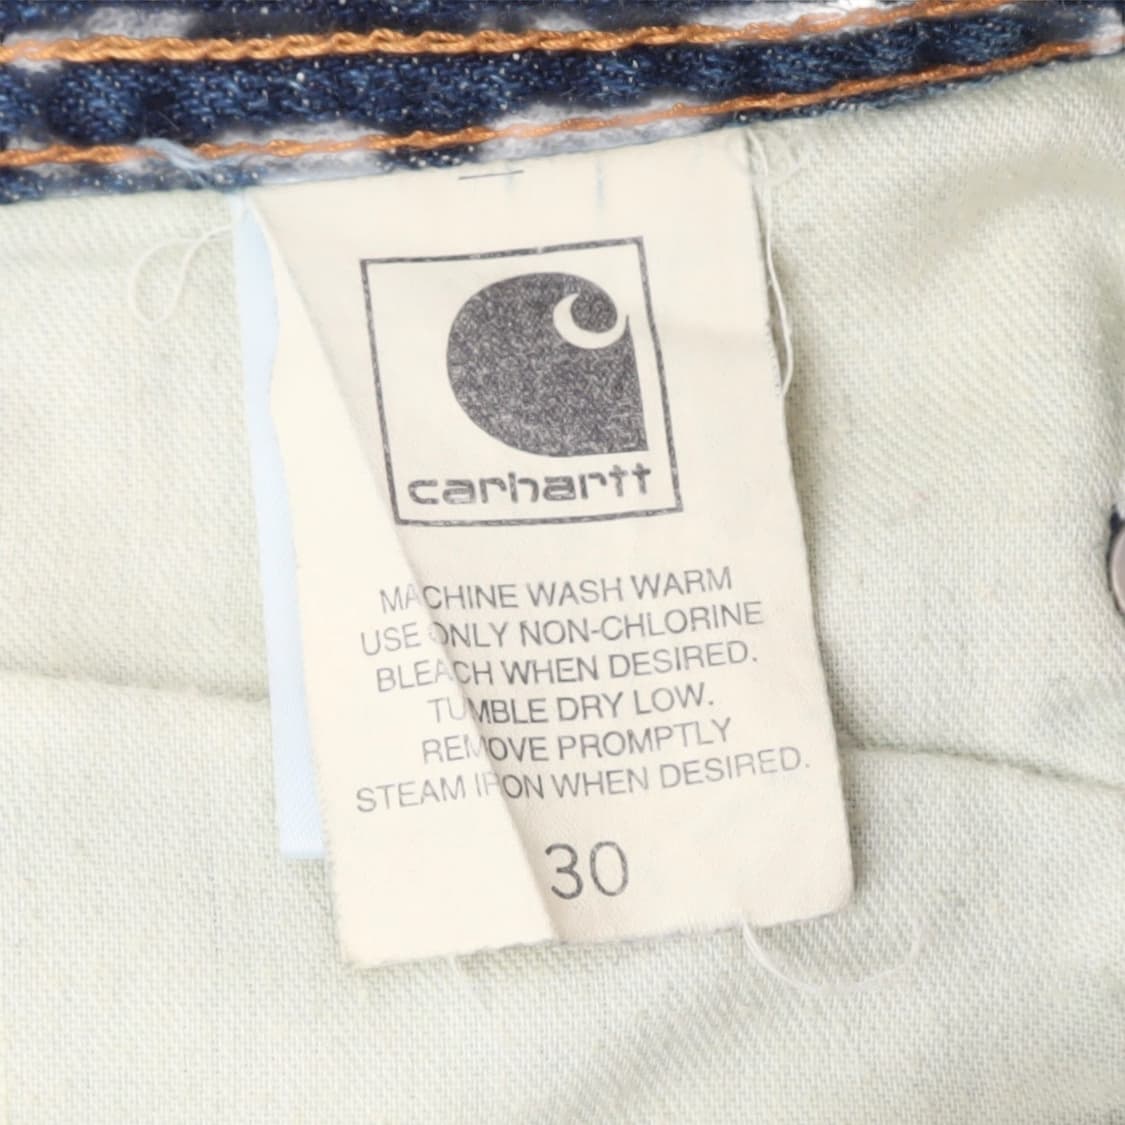 carhartt
MACHINE WASH WARM
USE ONLY NON-CHLORINE
BLEACH WHEN DESIRED.
TUMBLE DRY LOW.
REMOVE PROMPTLY
STEAM IRON WHEN DESIRED.
30